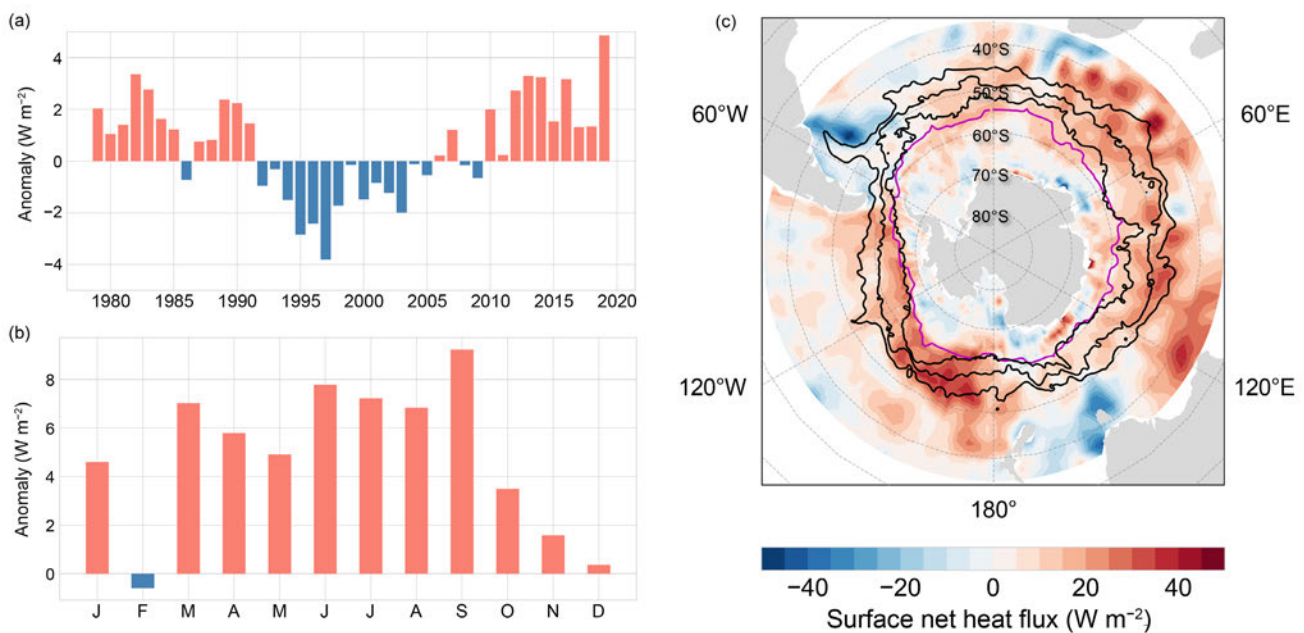 (a)
4
2
0
−2
−4
Anomaly (W m⁻²)
1980 1985 1990 1995 2000 2005 2010 2015 2020
(b)
8
6
4
2
0
Anomaly (W m⁻²)
J F M A M J J A S O N D
(c)
40°S
50°S
60°S
70°S
80°S
60°W
60°E
120°W
120°E
180°
−40 −20 0 20 40
Surface net heat flux (W m⁻²)